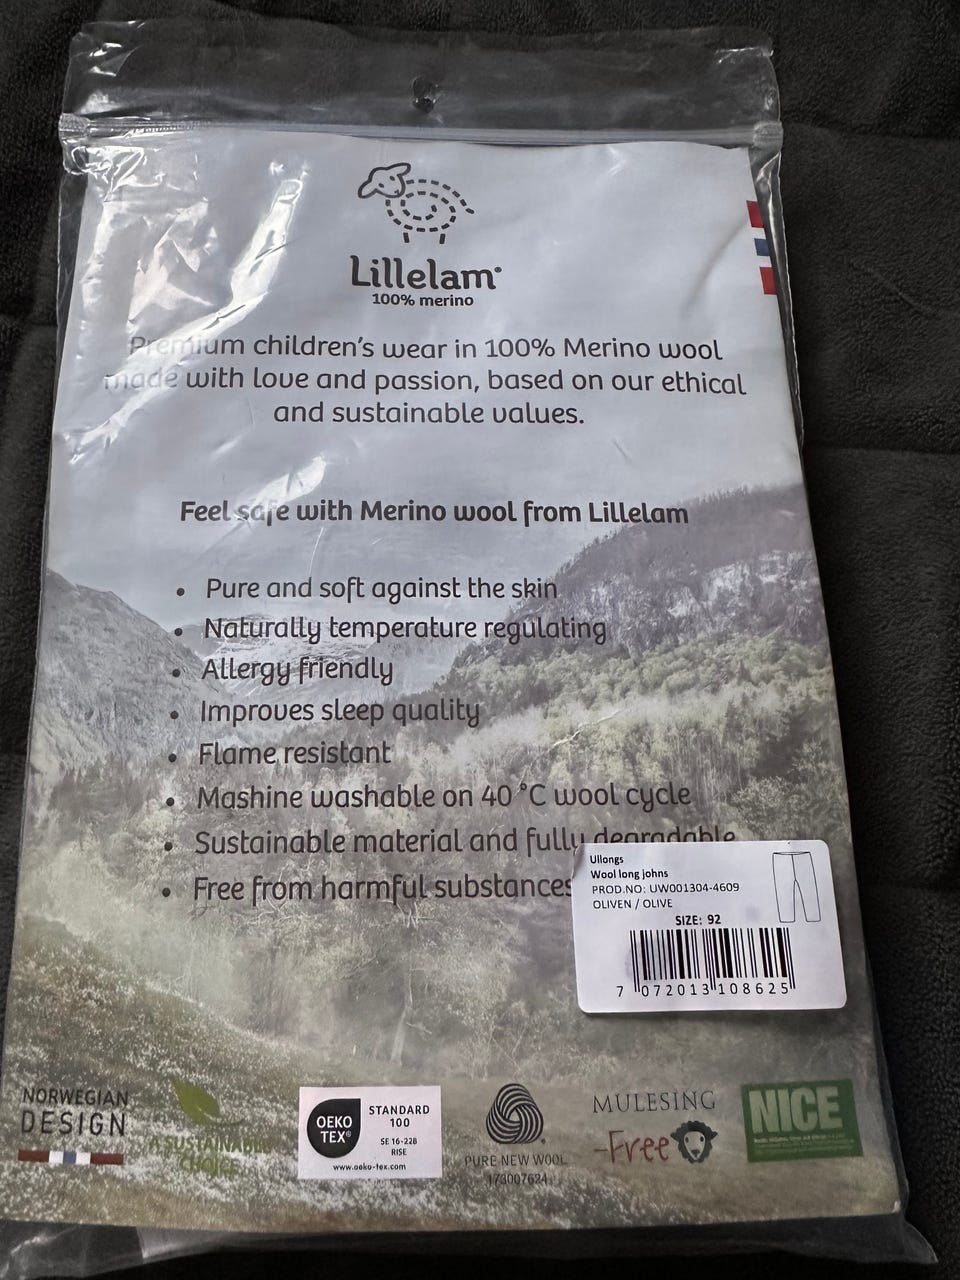 Lillelam®
100% merino
Premium children's wear in 100% Merino wool
made with love and passion, based on our ethical
and sustainable values.
Feel safe with Merino wool from Lillelam
• Pure and soft against the skin
• Naturally temperature regulating
• Allergy friendly
• Improves sleep quality
• Flame resistant
• Mashine washable on 40 °C wool cycle
• Sustainable material and fully degradable
• Free from harmful substances
Ullongs
Wool long johns
PROD.NO: UW001304-4609
OLIVEN / OLIVE
SIZE: 92
7 072013 108625
NORWEGIAN
DESIGN
A SUSTAINABLE
choice
OEKO
TEX®
STANDARD
100
SE 16-228
RISE
www.oeko-tex.com
PURE NEW WOOL
173007624
MULESING
-Free
NICE